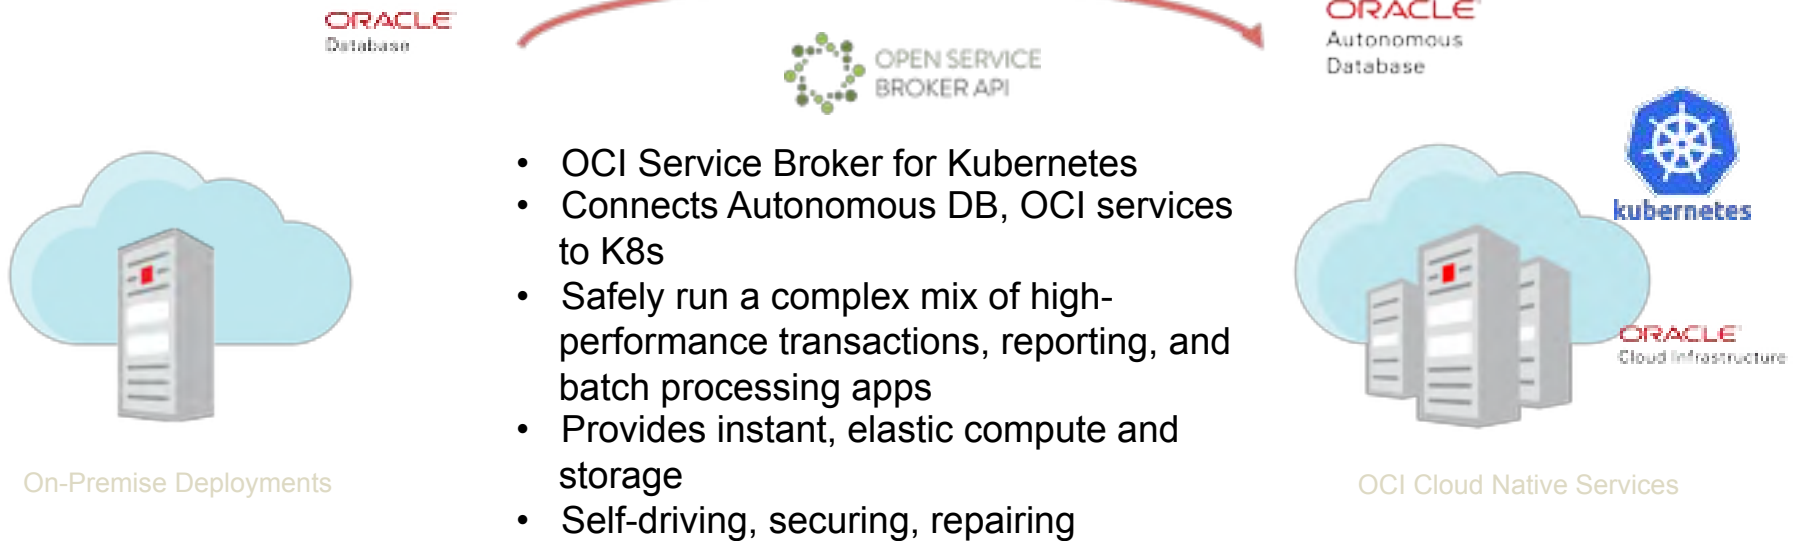 ORACLE
Database
OPEN SERVICE
BROKER API
ORACLE
Autonomous
Database
kubernetes
• OCI Service Broker for Kubernetes
• Connects Autonomous DB, OCI services
to K8s
• Safely run a complex mix of high-
performance transactions, reporting, and
batch processing apps
• Provides instant, elastic compute and
storage
• Self-driving, securing, repairing
ORACLE
Cloud Infrastructure
On-Premise Deployments
OCI Cloud Native Services